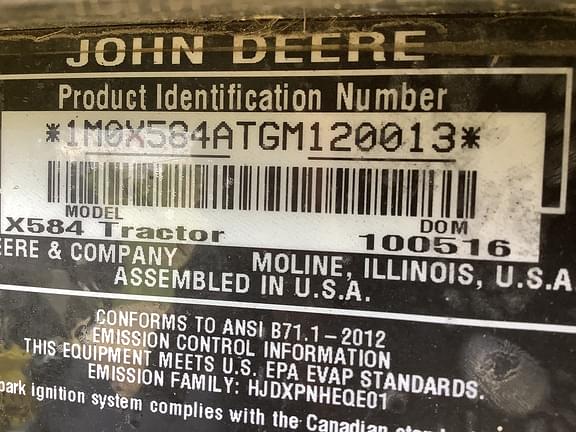 JOHN DEERE
Product Identification Number
*1M0X584ATGM120013*
MODEL
DOM
X584 Tractor
100516
EERE & COMPANY MOLINE, ILLINOIS, U.S.A
ASSEMBLED IN U.S.A.
CONFORMS TO ANSI B71.1-2012
EMISSION CONTROL INFORMATION
THIS EQUIPMENT MEETS U.S. EPA EVAP STANDARDS.
EMISSION FAMILY: HJDXPNHEQE01
park ignition system complies with the Canadian